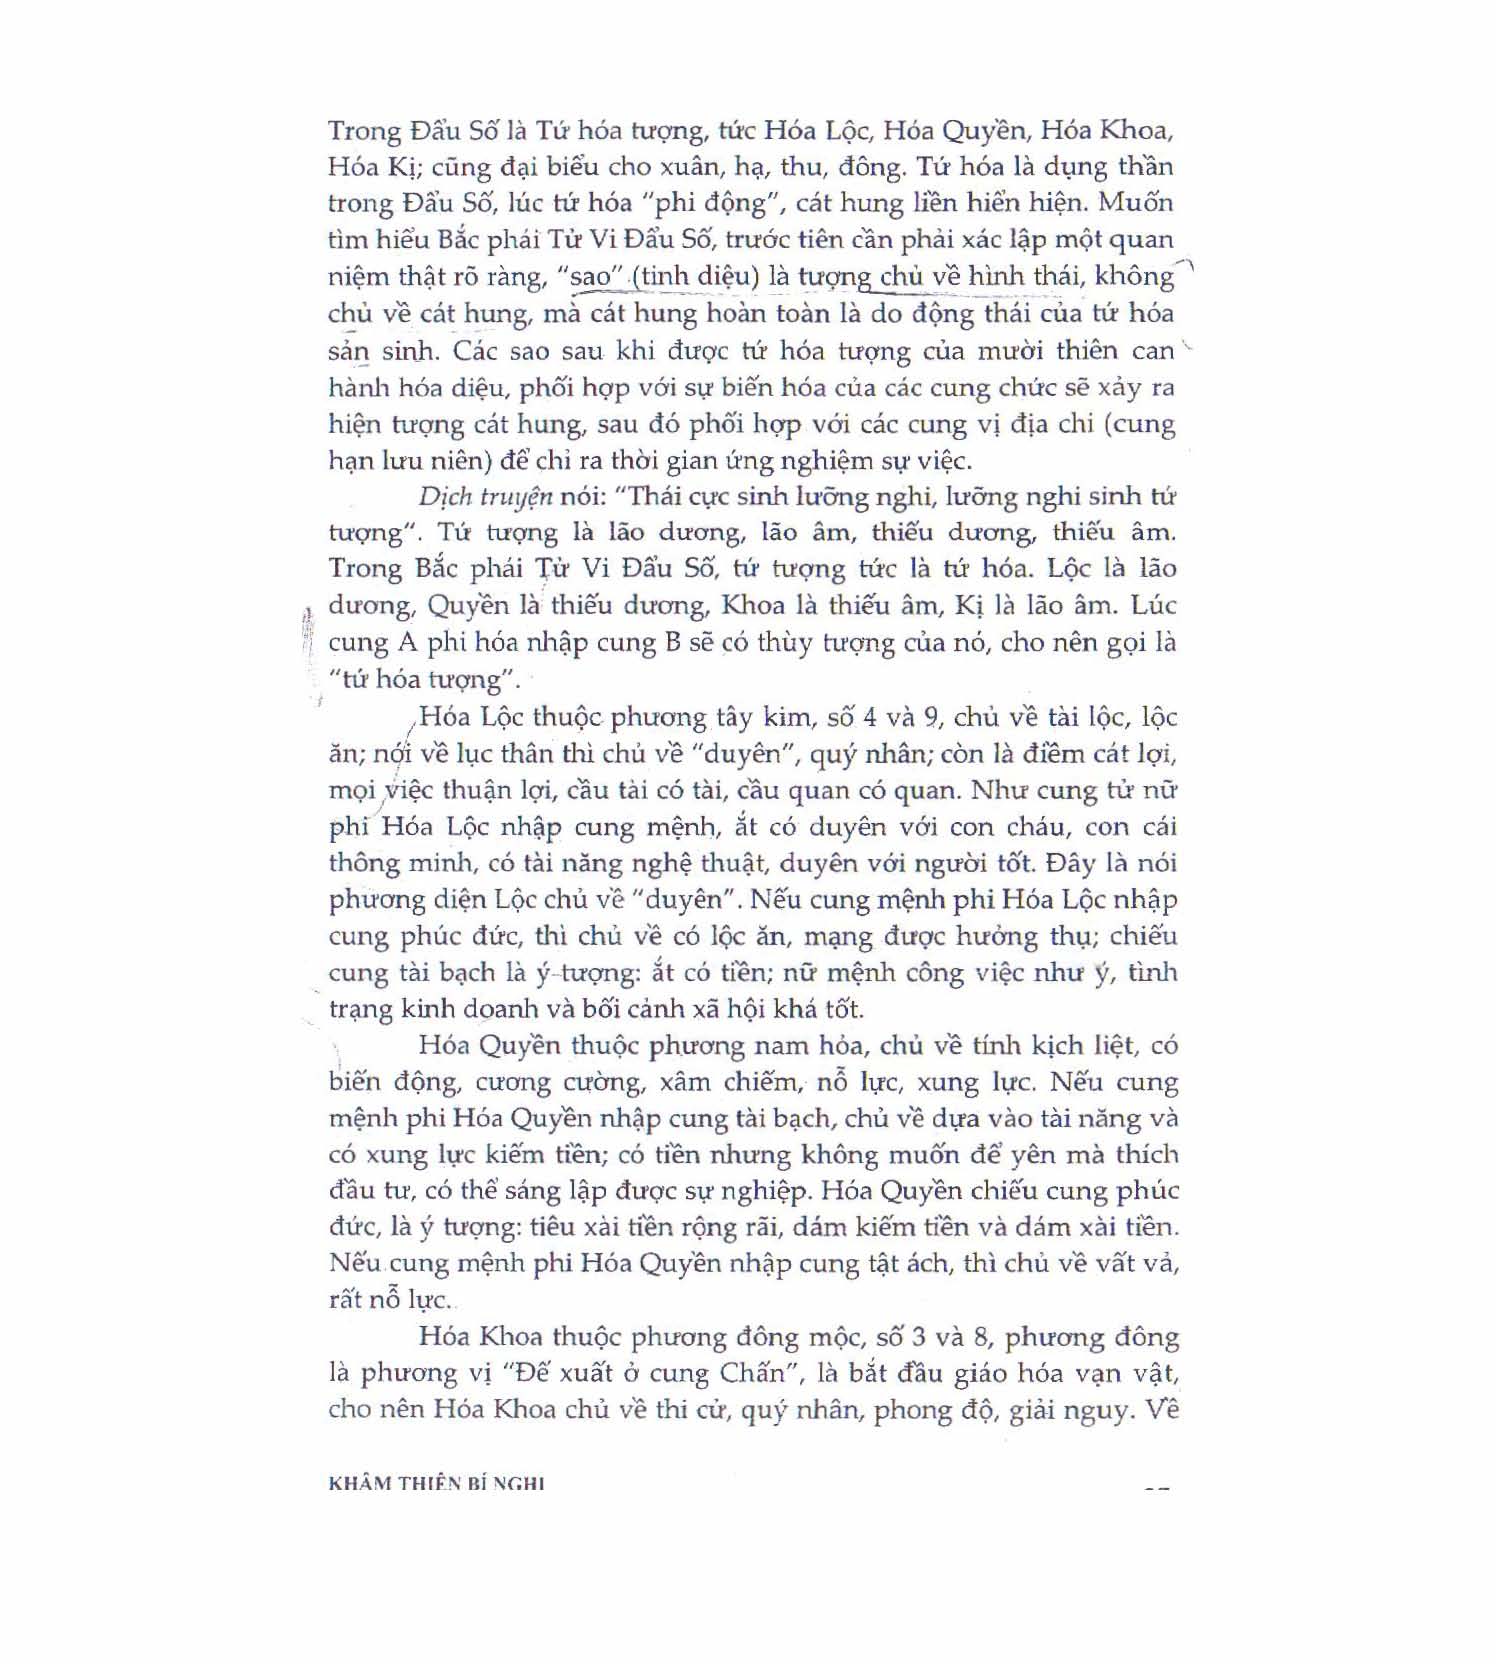 Trong Đẩu Số là Tứ hóa tượng, tức Hóa Lộc, Hóa Quyền, Hóa Khoa,
Hóa Kị; cũng đại biểu cho xuân, hạ, thu, đông. Tứ hóa là dụng thần
trong Đẩu Số, lúc tứ hóa "phi động", cát hung liền hiển hiện. Muốn
tìm hiểu Bắc phái Tử Vi Đẩu Số, trước tiên cần phải xác lập một quan
niệm thật rõ ràng, "sao" (tinh diệu) là tượng chủ về hình thái, không
chủ về cát hung, mà cát hung hoàn toàn là do động thái của tứ hóa
sản sinh. Các sao sau khi được tứ hóa tượng của mười thiên can
hành hóa diệu, phối hợp với sự biến hóa của các cung chức sẽ xảy ra
hiện tượng cát hung, sau đó phối hợp với các cung vị địa chi (cung
hạn lưu niên) để chỉ ra thời gian ứng nghiệm sự việc.
Dịch truyện nói: "Thái cực sinh lưỡng nghi, lưỡng nghi sinh tứ
tượng". Tứ tượng là lão dương, lão âm, thiếu dương, thiếu âm.
Trong Bắc phái Tử Vi Đẩu Số, tứ tượng tức là tứ hóa. Lộc là lão
dương, Quyền là thiếu dương, Khoa là thiếu âm, Kị là lão âm. Lúc
cung A phi hóa nhập cung B sẽ có thùy tượng của nó, cho nên gọi là
"tứ hóa tượng".
Hóa Lộc thuộc phương tây kim, số 4 và 9, chủ về tài lộc, lộc
ăn; nói về lục thân thì chủ về "duyên", quý nhân; còn là điềm cát lợi,
mọi việc thuận lợi, cầu tài có tài, cầu quan có quan. Như cung tử nữ
phi Hóa Lộc nhập cung mệnh, ắt có duyên với con cháu, con cái
thông minh, có tài năng nghệ thuật, duyên với người tốt. Đây là nói
phương diện Lộc chủ về "duyên". Nếu cung mệnh phi Hóa Lộc nhập
cung phúc đức, thì chủ về có lộc ăn, mạng được hưởng thụ; chiếu
cung tài bạch là ý tượng: ắt có tiền; nữ mệnh công việc như ý, tình
trạng kinh doanh và bối cảnh xã hội khá tốt.
Hóa Quyền thuộc phương nam hỏa, chủ về tính kịch liệt, có
biến động, cương cường, xâm chiếm, nỗ lực, xung lực. Nếu cung
mệnh phi Hóa Quyền nhập cung tài bạch, chủ về dựa vào tài năng và
có xung lực kiếm tiền; có tiền nhưng không muốn để yên mà thích
đầu tư, có thể sáng lập được sự nghiệp. Hóa Quyền chiếu cung phúc
đức, là ý tượng: tiêu xài tiền rộng rãi, dám kiếm tiền và dám xài tiền.
Nếu cung mệnh phi Hóa Quyền nhập cung tật ách, thì chủ về vất vả,
rất nỗ lực.
Hóa Khoa thuộc phương đông mộc, số 3 và 8, phương đông
là phương vị "Đế xuất ở cung Chấn", là bắt đầu giáo hóa vạn vật,
cho nên Hóa Khoa chủ về thi cử, quý nhân, phong độ, giải nguy. Về
KHÂM THIÊN BÍ NGHI